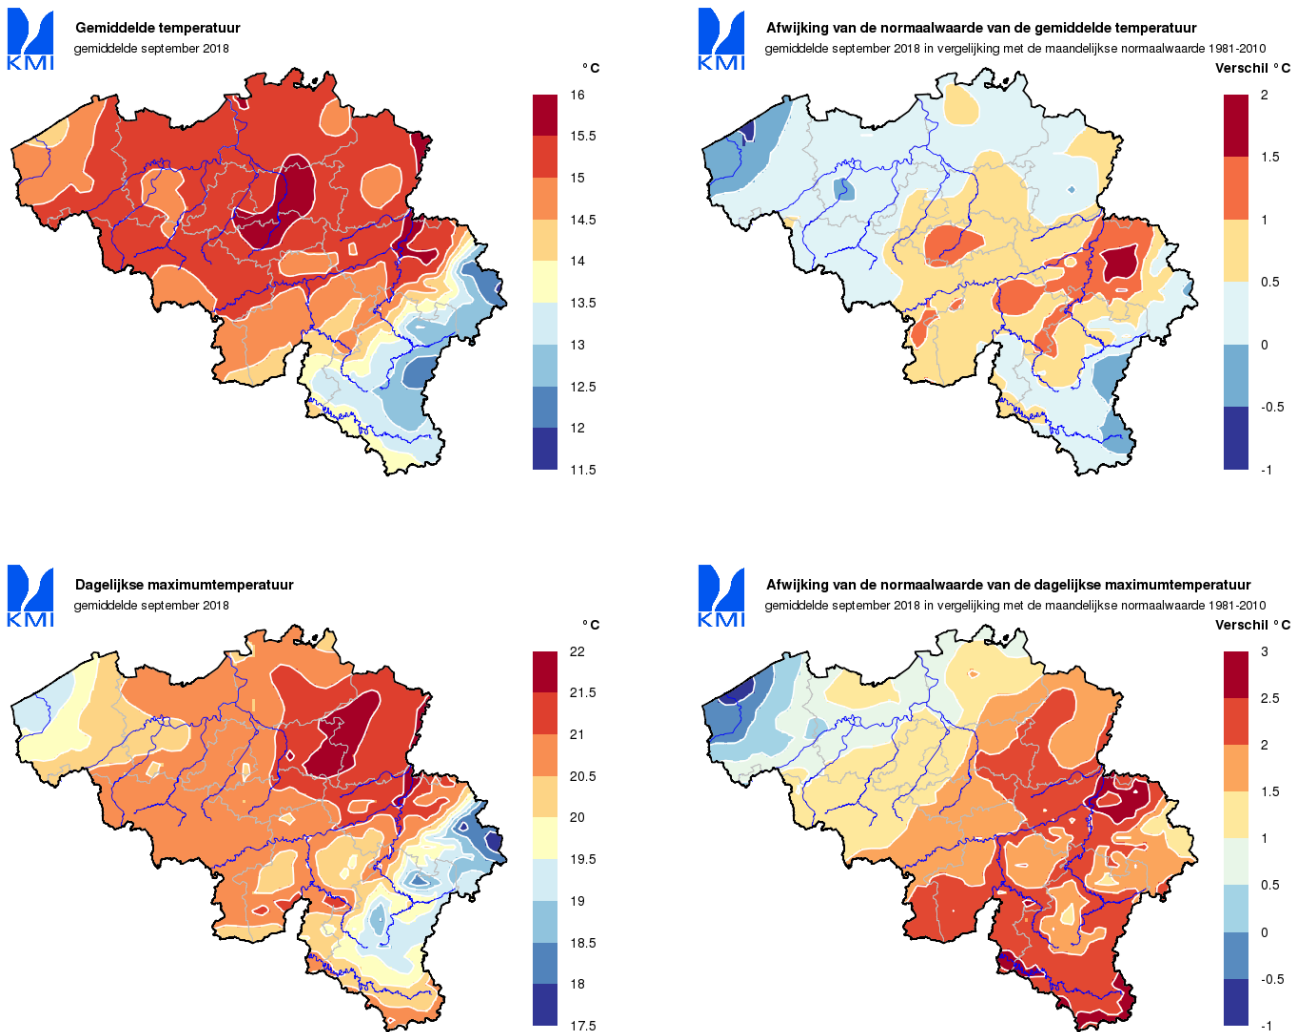 KMI
Gemiddelde temperatuur
gemiddelde september 2018
°C
16
15.5
15
14.5
14
13.5
13
12.5
12
11.5
KMI
Afwijking van de normaalwaarde van de gemiddelde temperatuur
gemiddelde september 2018 in vergelijking met de maandelijkse normaalwaarde 1981-2010
Verschil °C
2
1.5
1
0.5
0
-0.5
-1
KMI
Dagelijkse maximumtemperatuur
gemiddelde september 2018
°C
22
21.5
21
20.5
20
19.5
19
18.5
18
17.5
KMI
Afwijking van de normaalwaarde van de dagelijkse maximumtemperatuur
gemiddelde september 2018 in vergelijking met de maandelijkse normaalwaarde 1981-2010
Verschil °C
3
2.5
2
1.5
1
0.5
0
-0.5
-1